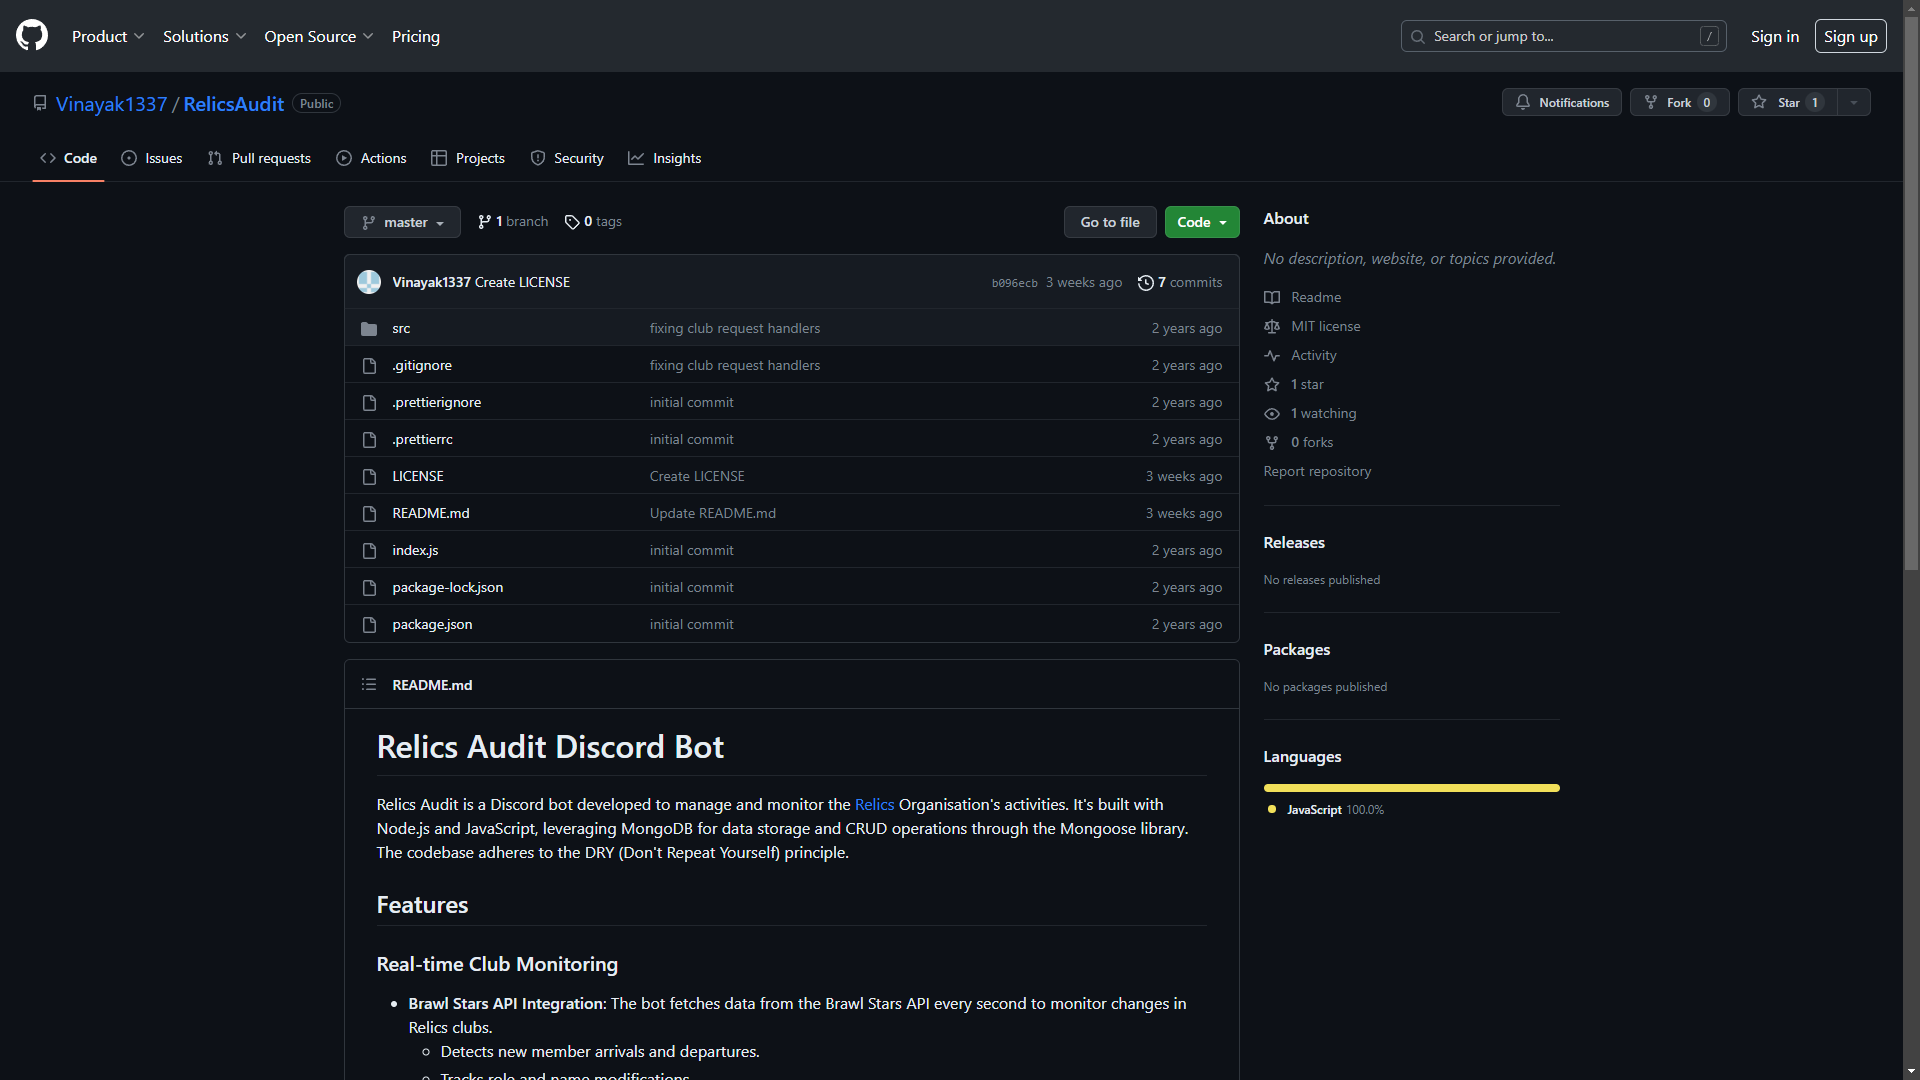 Product Solutions Open Source Pricing Search or jump to... / Sign in Sign up
Vinayak1337 / RelicsAudit Public Notifications Fork 0 Star 1
Code Issues Pull requests Actions Projects Security Insights
master 1 branch 0 tags Go to file Code
Vinayak1337 Create LICENSE b096ecb 3 weeks ago 7 commits
src fixing club request handlers 2 years ago
.gitignore fixing club request handlers 2 years ago
.prettierignore initial commit 2 years ago
.prettierrc initial commit 2 years ago
LICENSE Create LICENSE 3 weeks ago
README.md Update README.md 3 weeks ago
index.js initial commit 2 years ago
package-lock.json initial commit 2 years ago
package.json initial commit 2 years ago
README.md
Relics Audit Discord Bot
Relics Audit is a Discord bot developed to manage and monitor the Relics Organisation's activities. It's built with
Node.js and JavaScript, leveraging MongoDB for data storage and CRUD operations through the Mongoose library.
The codebase adheres to the DRY (Don't Repeat Yourself) principle.
Features
Real-time Club Monitoring
Brawl Stars API Integration: The bot fetches data from the Brawl Stars API every second to monitor changes in
Relics clubs.
Detects new member arrivals and departures.
Tracks role and name modifications.
About
No description, website, or topics provided.
Readme
MIT license
Activity
1 star
1 watching
0 forks
Report repository
Releases
No releases published
Packages
No packages published
Languages
JavaScript 100.0%